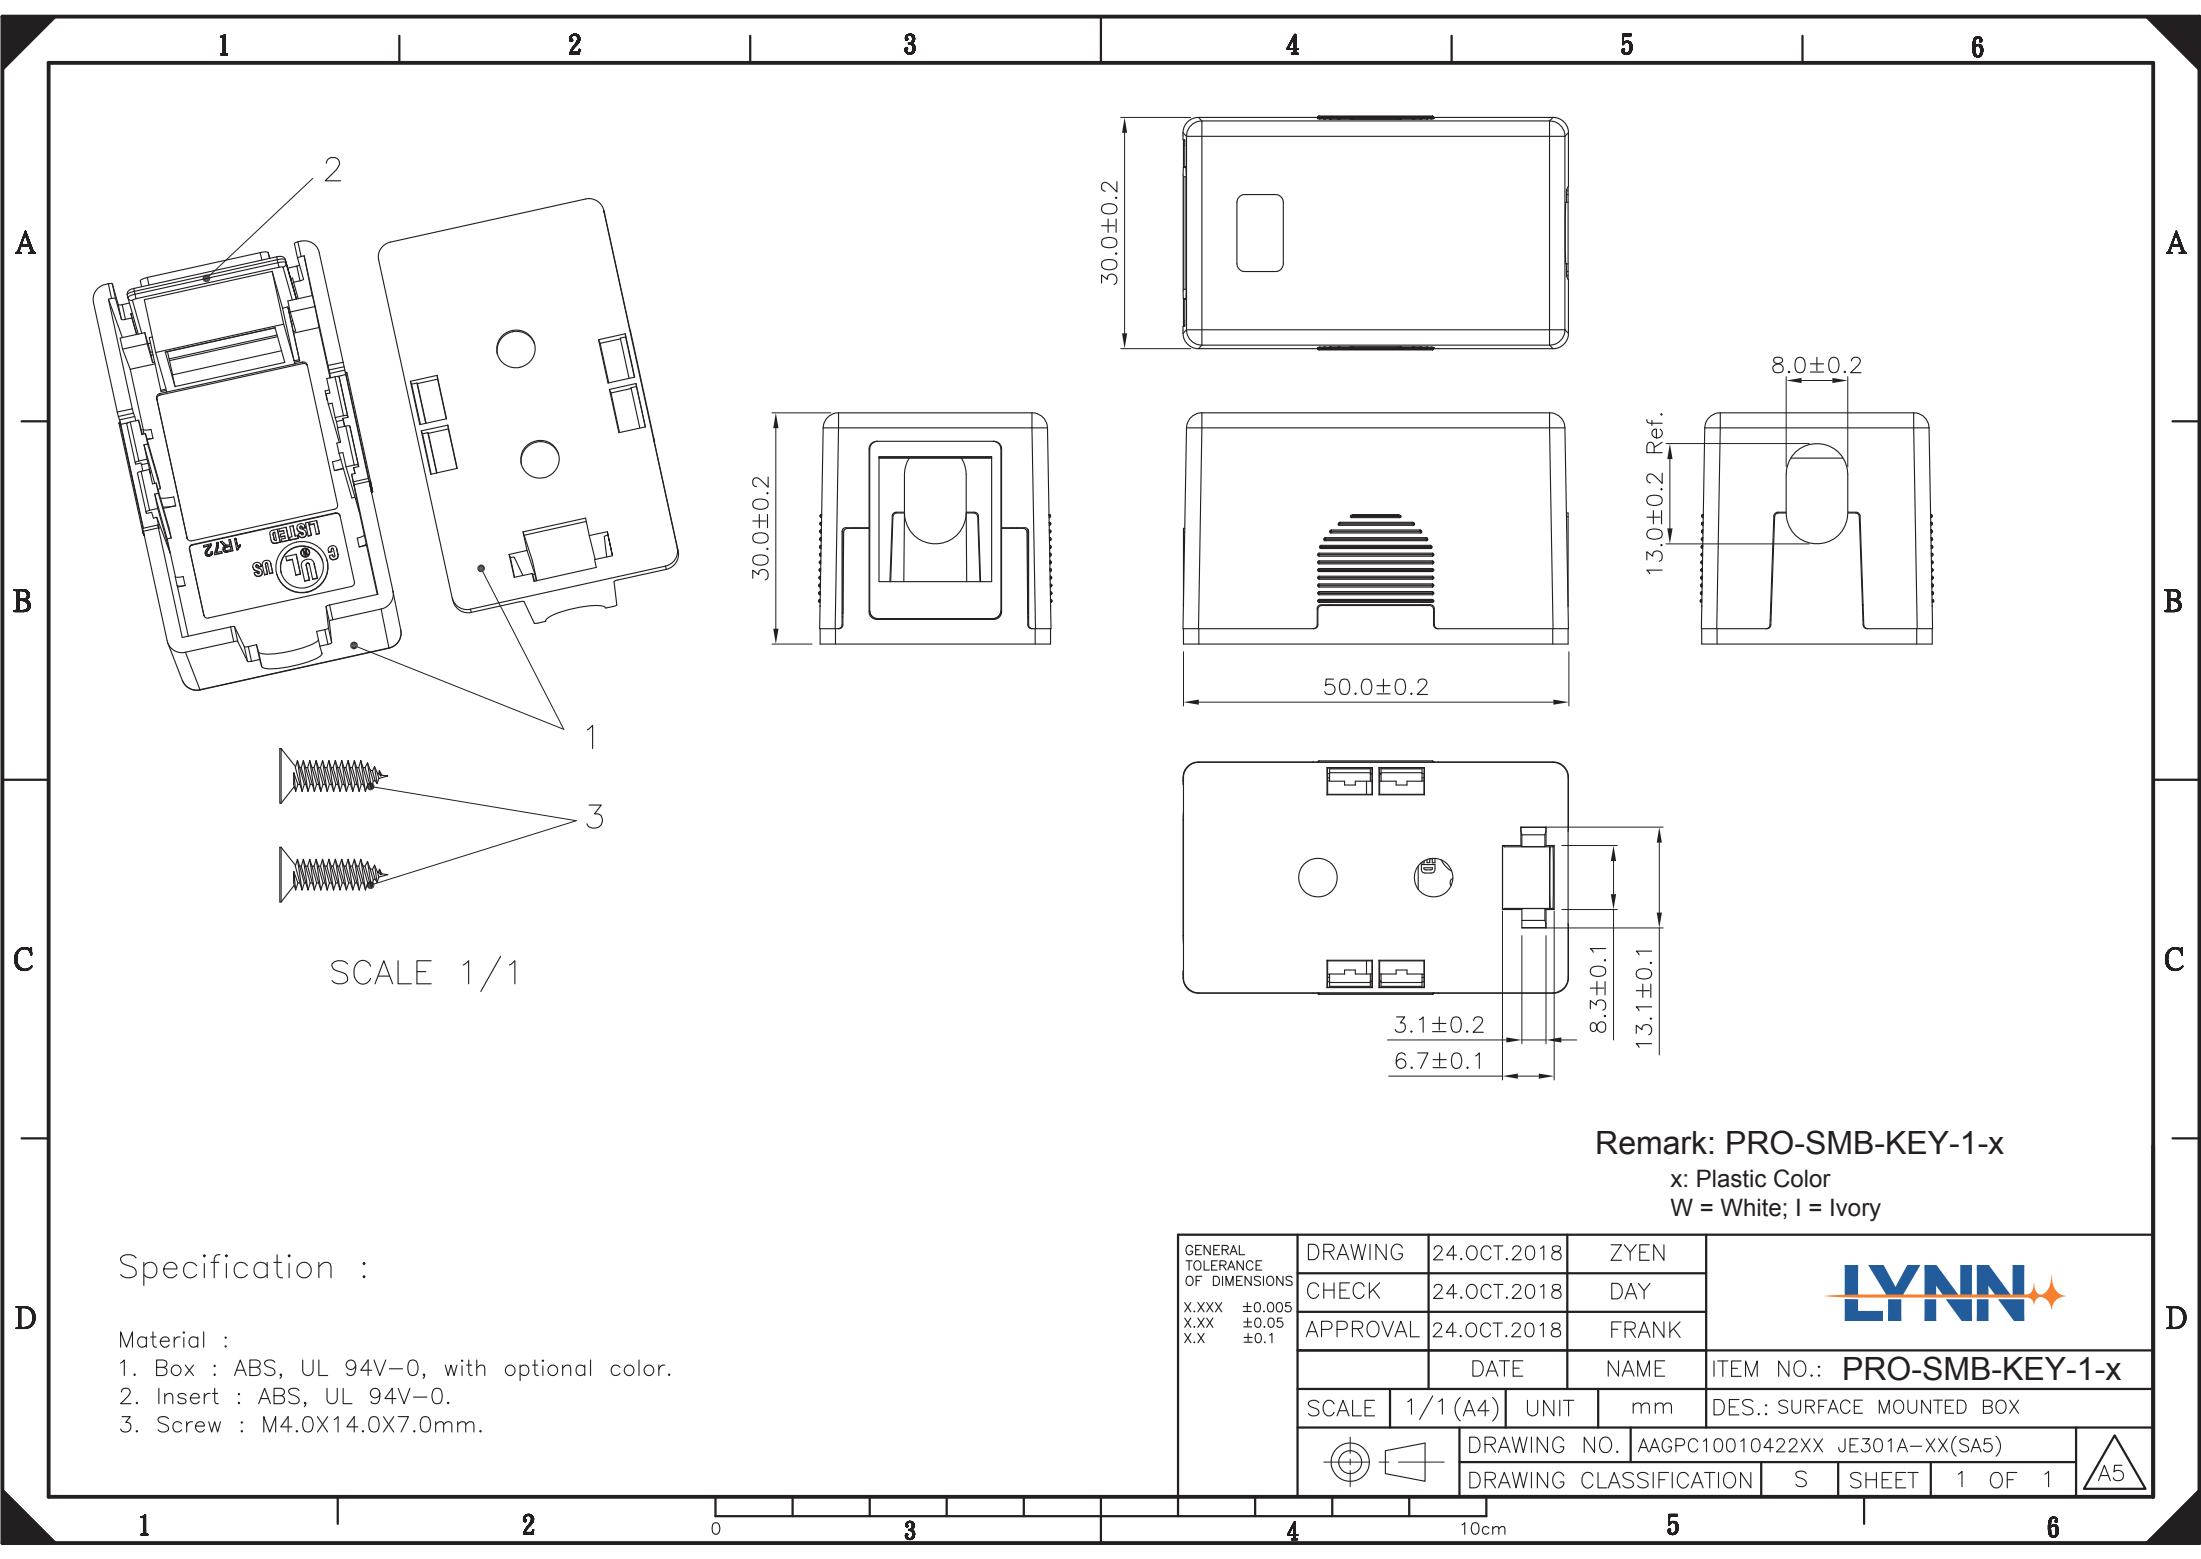 1 2 3 4 5 6
A A
B B
C C
D D
2
1
3
SCALE 1/1
1R72
LISTED
C UL ® US
30.0±0.2
30.0±0.2
50.0±0.2
8.0±0.2
13.0±0.2 Ref.
3.1±0.2
6.7±0.1
8.3±0.1
13.1±0.1
Remark: PRO-SMB-KEY-1-x
x: Plastic Color
W = White; I = Ivory
Specification :
Material :
1. Box : ABS, UL 94V-0, with optional color.
2. Insert : ABS, UL 94V-0.
3. Screw : M4.0X14.0X7.0mm.
GENERAL
TOLERANCE
OF DIMENSIONS
X.XXX ±0.005
X.XX ±0.05
X.X ±0.1
DRAWING 24.OCT.2018 ZYEN
CHECK 24.OCT.2018 DAY
APPROVAL 24.OCT.2018 FRANK
DATE NAME
LYNN
ITEM NO.: PRO-SMB-KEY-1-x
SCALE 1/1(A4) UNIT mm DES.: SURFACE MOUNTED BOX
DRAWING NO. AAGPC10010422XX JE301A-XX(SA5)
DRAWING CLASSIFICATION S SHEET 1 OF 1 A5
0 10cm
1 2 3 4 5 6